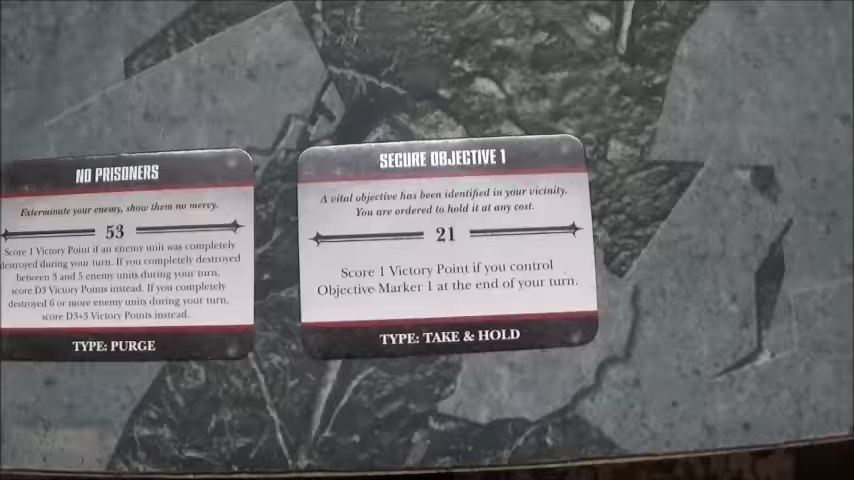 NO PRISONERS
Exterminate your enemy, show them no mercy.
53
Score 1 Victory Point if an enemy unit was completely
destroyed during your turn. If you completely destroyed
between 3 and 5 enemy units during your turn,
score D3 Victory Points instead. If you completely
destroyed 6 or more enemy units during your turn,
score D3+3 Victory Points instead.
TYPE: PURGE
SECURE OBJECTIVE 1
A vital objective has been identified in your vicinity.
You are ordered to hold it at any cost.
21
Score 1 Victory Point if you control
Objective Marker 1 at the end of your turn.
TYPE: TAKE & HOLD